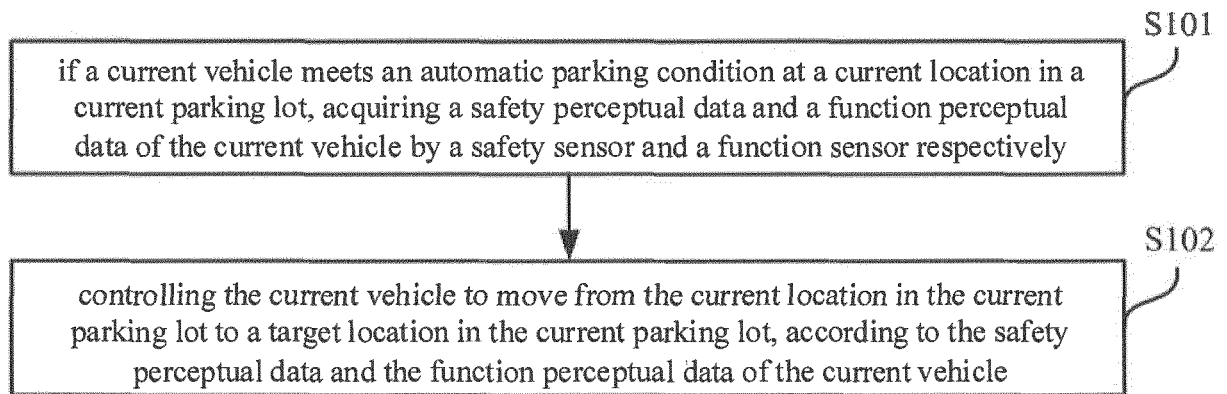 S101
if a current vehicle meets an automatic parking condition at a current location in a
current parking lot, acquiring a safety perceptual data and a function perceptual
data of the current vehicle by a safety sensor and a function sensor respectively
S102
controlling the current vehicle to move from the current location in the current
parking lot to a target location in the current parking lot, according to the safety
perceptual data and the function perceptual data of the current vehicle